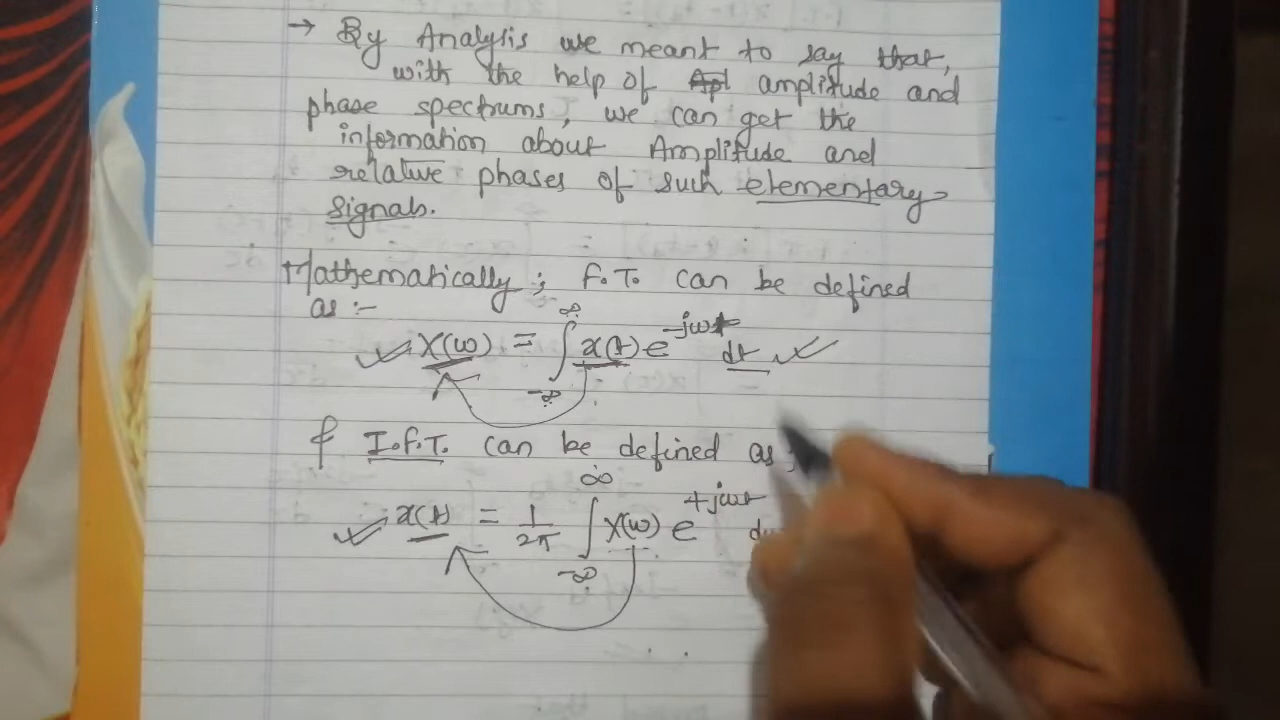 → By Analysis we meant to say that,
with the help of Apl amplitude and
phase spectrums, we can get the
information about Amplitude and
relative phases of such elementary
signals.
Mathematically; F.T. can be defined
as :-
X(ω) = ∫_{-∞}^{∞} x(t) e^{-jωt} dt
& I.F.T. can be defined as;
x(t) = 1/2π ∫_{-∞}^{∞} X(ω) e^{+jωt}